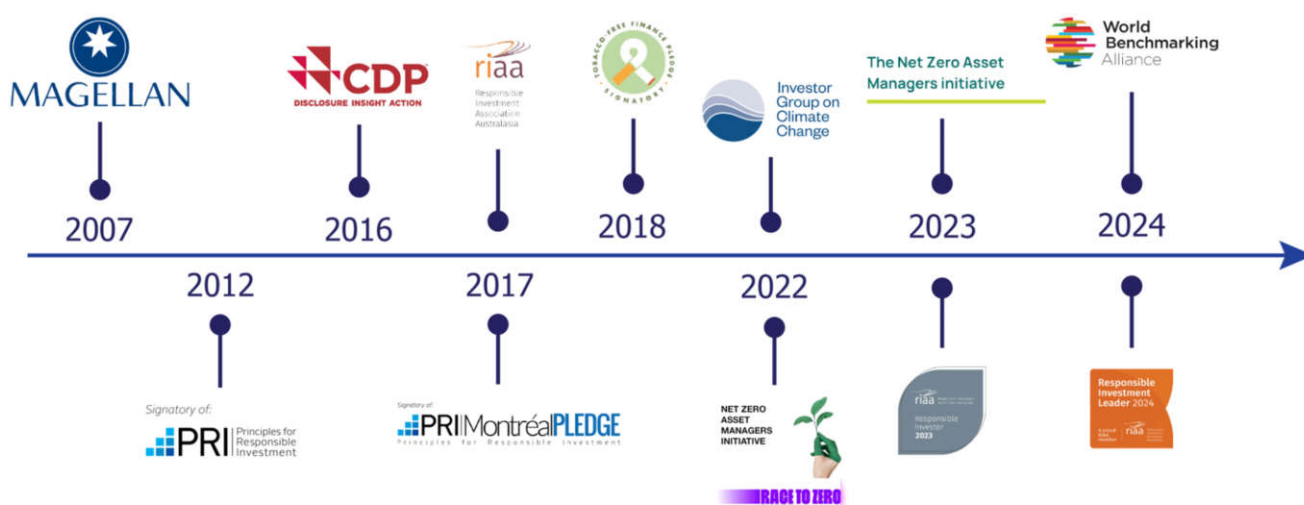 MAGELLAN
2007
CDP
DISCLOSURE INSIGHT ACTION
2016
riaa
Responsible
Investment
Association
Australasia
TOBACCO-FREE FINANCE PLEDGE
SIGNATORY
2018
Investor
Group on
Climate
Change
The Net Zero Asset
Managers initiative
2023
World
Benchmarking
Alliance
2024
2012
Signatory of:
PRI
Principles for
Responsible
Investment
2017
Signatory of:
PRI Montréal PLEDGE
Principles for Responsible Investment
2022
NET ZERO
ASSET
MANAGERS
INITIATIVE
RACE TO ZERO
riaa
Responsible
Investor
2023
Responsible
Investment
Leader 2024
riaa